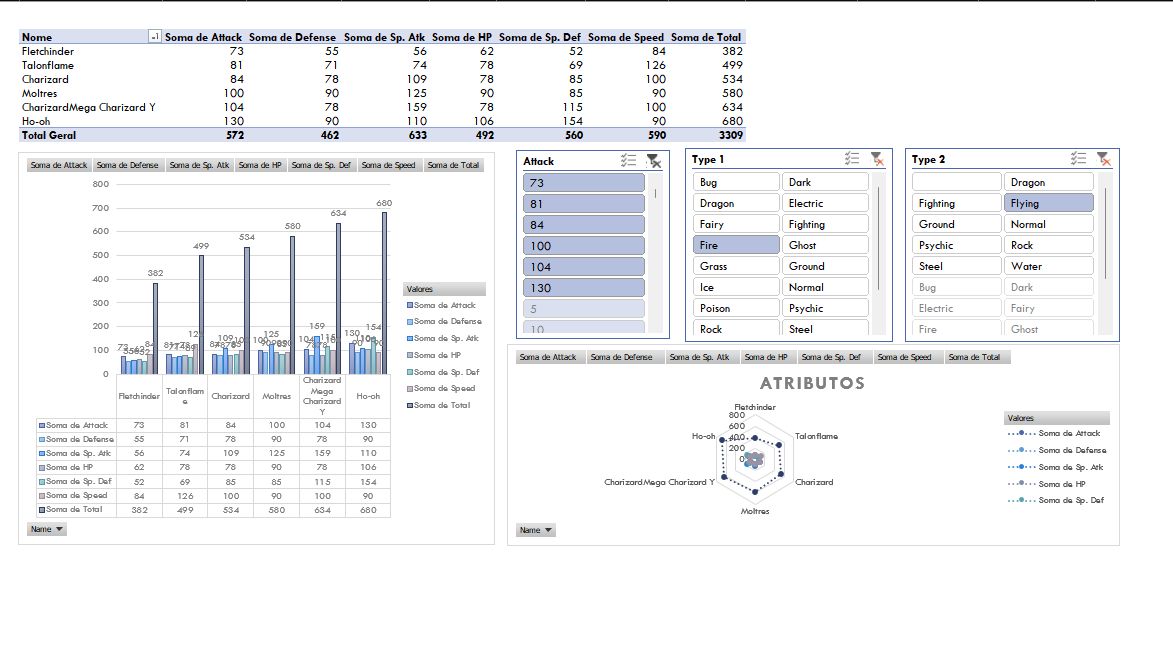 Nome Soma de Attack Soma de Defense Soma de Sp. Atk Soma de HP Soma de Sp. Def Soma de Speed Soma de Total
Fletchinder 73 55 56 62 52 84 382
Talonflame 81 71 74 78 69 126 499
Charizard 84 78 109 78 85 100 534
Moltres 100 90 125 90 85 90 580
CharizardMega Charizard Y 104 78 159 78 115 100 634
Ho-oh 130 90 110 106 154 90 680
Total Geral 572 462 633 492 560 590 3309
Soma de Attack Soma de Defense Soma de Sp. Atk Soma de HP Soma de Sp. Def Soma de Speed Soma de Total
800
700
600
500
400
300
200
100
0
382
499
534
580
634
680
Fletchinder
Talonflam
e
Charizard
Moltres
Charizard
Mega
Charizard
Y
Ho-oh
Soma de Attack 73 81 84 100 104 130
Soma de Defense 55 71 78 90 78 90
Soma de Sp. Atk 56 74 109 125 159 110
Soma de HP 62 78 78 90 78 106
Soma de Sp. Def 52 69 85 85 115 154
Soma de Speed 84 126 100 90 100 90
Soma de Total 382 499 534 580 634 680
Valores
Soma de Attack
Soma de Defense
Soma de Sp. Atk
Soma de HP
Soma de Sp. Def
Soma de Speed
Soma de Total
Name
Attack
73
81
84
100
104
130
5
10
Type 1
Bug Dark
Dragon Electric
Fairy Fighting
Fire Ghost
Grass Ground
Ice Normal
Poison Psychic
Rock Steel
Type 2
Dragon
Fighting Flying
Ground Normal
Psychic Rock
Steel Water
Bug Dark
Electric Fairy
Fire Ghost
Soma de Attack Soma de Defense Soma de Sp. Atk Soma de HP Soma de Sp. Def Soma de Speed Soma de Total
ATRIBUTOS
Fletchinder
800
600
400
200
0
Ho-oh
Talonflame
CharizardMega Charizard Y
Charizard
Moltres
Valores
Soma de Attack
Soma de Defense
Soma de Sp. Atk
Soma de HP
Soma de Sp. Def
Name